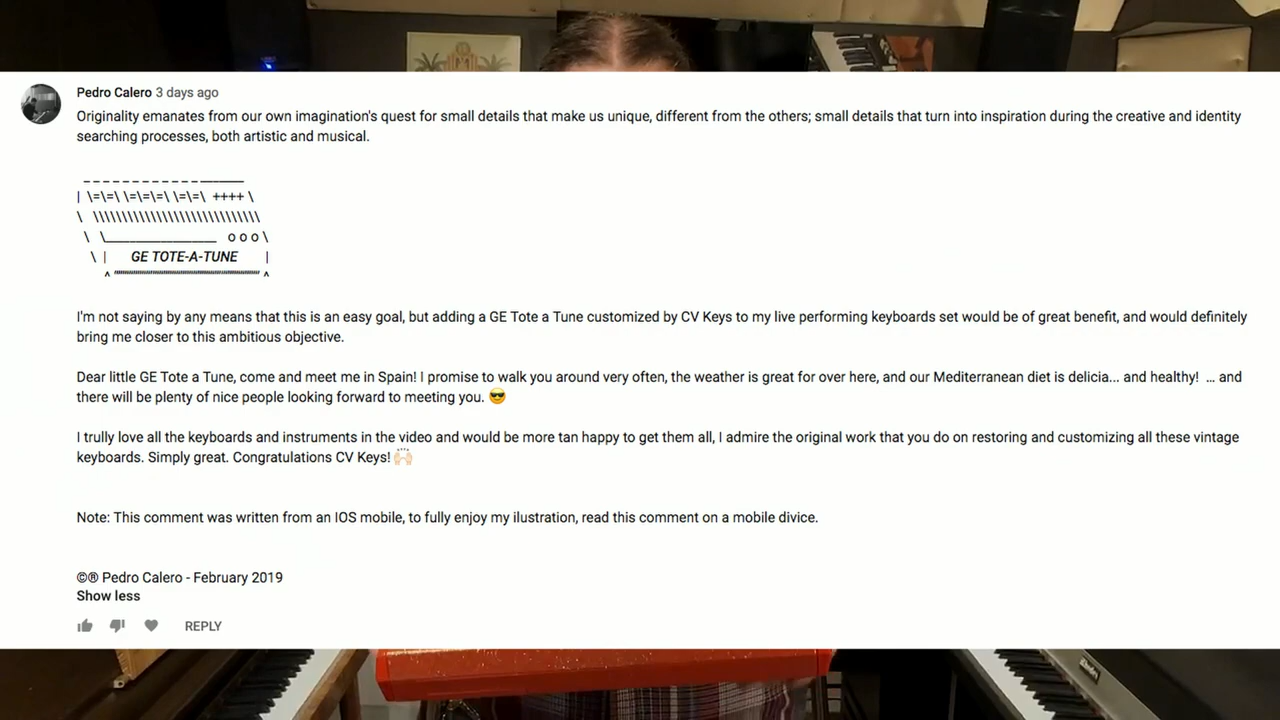 Pedro Calero 3 days ago
Originality emanates from our own imagination's quest for small details that make us unique, different from the others; small details that turn into inspiration during the creative and identity
searching processes, both artistic and musical.
_ _ _ _ _ _ _ _ _ _ _ _ ______
| \=\=\ \=\=\=\ \=\=\ ++++ \
\ \\\\\\\\\\\\\\\\\\\\\\\\\\\\\
\ \_________________ o o o \
\ | GE TOTE-A-TUNE |
^ """""""""""""""""""""""""""""" ^
I'm not saying by any means that this is an easy goal, but adding a GE Tote a Tune customized by CV Keys to my live performing keyboards set would be of great benefit, and would definitely
bring me closer to this ambitious objective.
Dear little GE Tote a Tune, come and meet me in Spain! I promise to walk you around very often, the weather is great for over here, and our Mediterranean diet is delicia... and healthy! ... and
there will be plenty of nice people looking forward to meeting you. 😎
I trully love all the keyboards and instruments in the video and would be more tan happy to get them all, I admire the original work that you do on restoring and customizing all these vintage
keyboards. Simply great. Congratulations CV Keys! 🙌🏻
Note: This comment was written from an IOS mobile, to fully enjoy my ilustration, read this comment on a mobile divice.
©® Pedro Calero - February 2019
Show less
REPLY